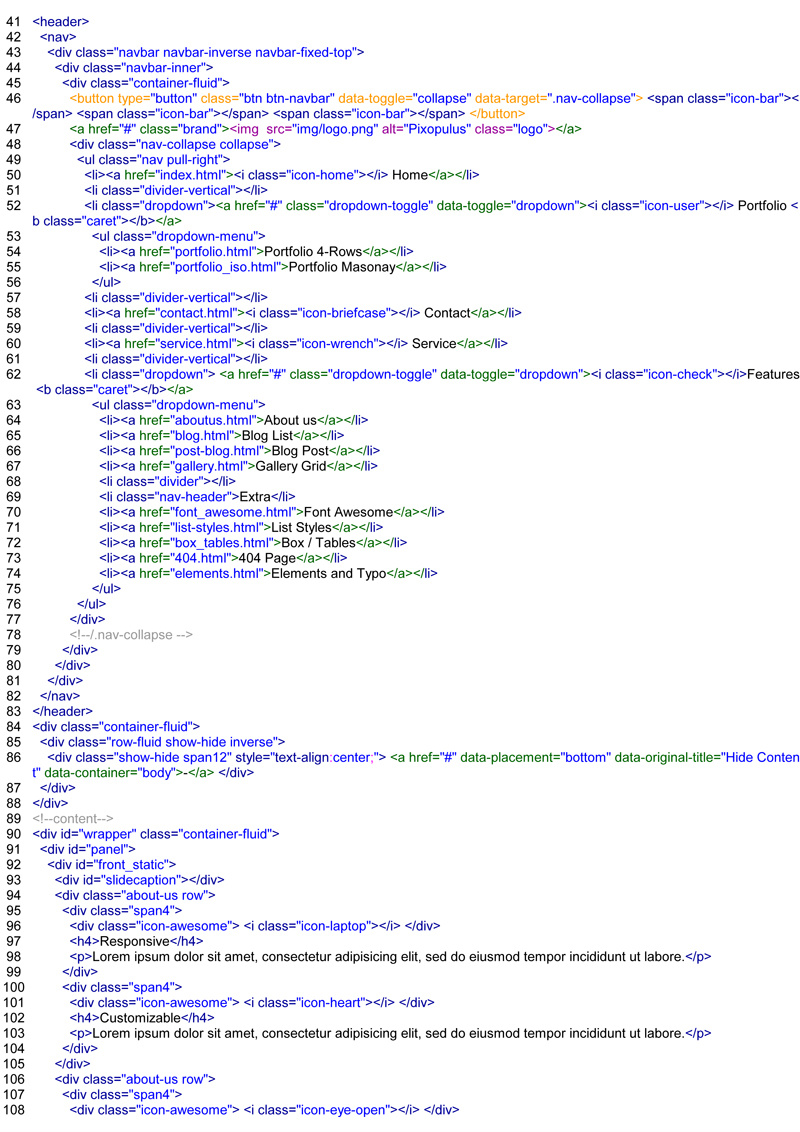 41 <header>
42 <nav>
43 <div class="navbar navbar-inverse navbar-fixed-top">
44 <div class="navbar-inner">
45 <div class="container-fluid">
46 <button type="button" class="btn btn-navbar" data-toggle="collapse" data-target=".nav-collapse"> <span class="icon-bar"><
/span> <span class="icon-bar"></span> <span class="icon-bar"></span> </button>
47 <a href="#" class="brand"><img src="img/logo.png" alt="Pixopulus" class="logo"></a>
48 <div class="nav-collapse collapse">
49 <ul class="nav pull-right">
50 <li><a href="index.html"><i class="icon-home"></i> Home</a></li>
51 <li class="divider-vertical"></li>
52 <li class="dropdown"><a href="#" class="dropdown-toggle" data-toggle="dropdown"><i class="icon-user"></i> Portfolio <
b class="caret"></b></a>
53 <ul class="dropdown-menu">
54 <li><a href="portfolio.html">Portfolio 4-Rows</a></li>
55 <li><a href="portfolio_iso.html">Portfolio Masonay</a></li>
56 </ul>
57 <li class="divider-vertical"></li>
58 <li><a href="contact.html"><i class="icon-briefcase"></i> Contact</a></li>
59 <li class="divider-vertical"></li>
60 <li><a href="service.html"><i class="icon-wrench"></i> Service</a></li>
61 <li class="divider-vertical"></li>
62 <li class="dropdown"> <a href="#" class="dropdown-toggle" data-toggle="dropdown"><i class="icon-check"></i>Features
<b class="caret"></b></a>
63 <ul class="dropdown-menu">
64 <li><a href="aboutus.html">About us</a></li>
65 <li><a href="blog.html">Blog List</a></li>
66 <li><a href="post-blog.html">Blog Post</a></li>
67 <li><a href="gallery.html">Gallery Grid</a></li>
68 <li class="divider"></li>
69 <li class="nav-header">Extra</li>
70 <li><a href="font_awesome.html">Font Awesome</a></li>
71 <li><a href="list-styles.html">List Styles</a></li>
72 <li><a href="box_tables.html">Box / Tables</a></li>
73 <li><a href="404.html">404 Page</a></li>
74 <li><a href="elements.html">Elements and Typo</a></li>
75 </ul>
76 </ul>
77 </div>
78 <!--/.nav-collapse -->
79 </div>
80 </div>
81 </div>
82 </nav>
83 </header>
84 <div class="container-fluid">
85 <div class="row-fluid show-hide inverse">
86 <div class="show-hide span12" style="text-align:center;"> <a href="#" data-placement="bottom" data-original-title="Hide Conten
t" data-container="body">-</a> </div>
87 </div>
88 </div>
89 <!--content-->
90 <div id="wrapper" class="container-fluid">
91 <div id="panel">
92 <div id="front_static">
93 <div id="slidecaption"></div>
94 <div class="about-us row">
95 <div class="span4">
96 <div class="icon-awesome"> <i class="icon-laptop"></i> </div>
97 <h4>Responsive</h4>
98 <p>Lorem ipsum dolor sit amet, consectetur adipisicing elit, sed do eiusmod tempor incididunt ut labore.</p>
99 </div>
100 <div class="span4">
101 <div class="icon-awesome"> <i class="icon-heart"></i> </div>
102 <h4>Customizable</h4>
103 <p>Lorem ipsum dolor sit amet, consectetur adipisicing elit, sed do eiusmod tempor incididunt ut labore.</p>
104 </div>
105 </div>
106 <div class="about-us row">
107 <div class="span4">
108 <div class="icon-awesome"> <i class="icon-eye-open"></i> </div>